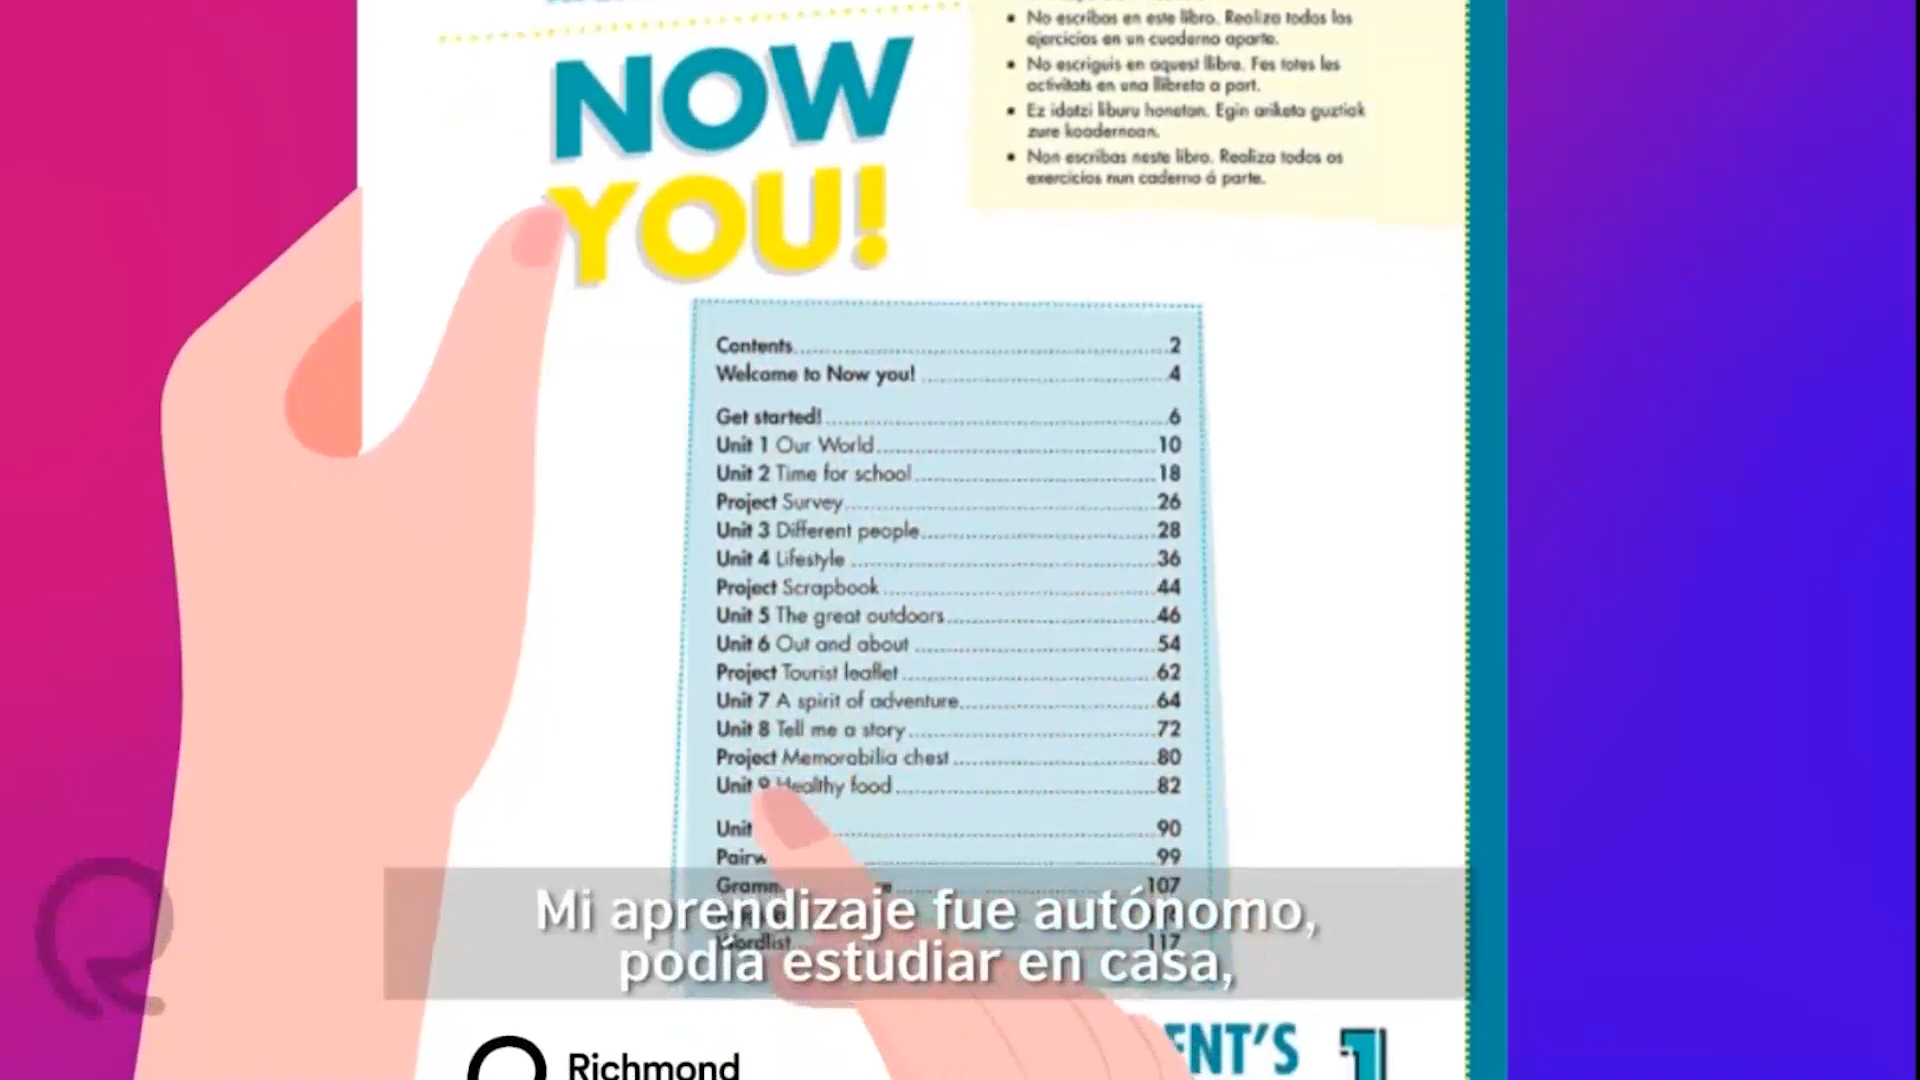 NOW
YOU!
• No escribas en este libro. Realiza todos los
ejercicios en un cuaderno aparte.
• No escriguis en aquest llibre. Fes totes les
activitats en una llibreta a part.
• Ez idatzi liburu honetan. Egin ariketa guztiak
zure koadernoan.
• Non escribas neste libro. Realiza todos os
exercicios nun caderno á parte.
Contents 2
Welcome to Now you! 4
Get started! 6
Unit 1 Our World 10
Unit 2 Time for school 18
Project Survey 26
Unit 3 Different people 28
Unit 4 Lifestyle 36
Project Scrapbook 44
Unit 5 The great outdoors 46
Unit 6 Out and about 54
Project Tourist leaflet 62
Unit 7 A spirit of adventure 64
Unit 8 Tell me a story 72
Project Memorabilia chest 80
Unit 9 Healthy food 82
Unit 90
99
107
Wordlist 117
Mi aprendizaje fue autónomo,
podía estudiar en casa,
Richmond
ENT'S 1